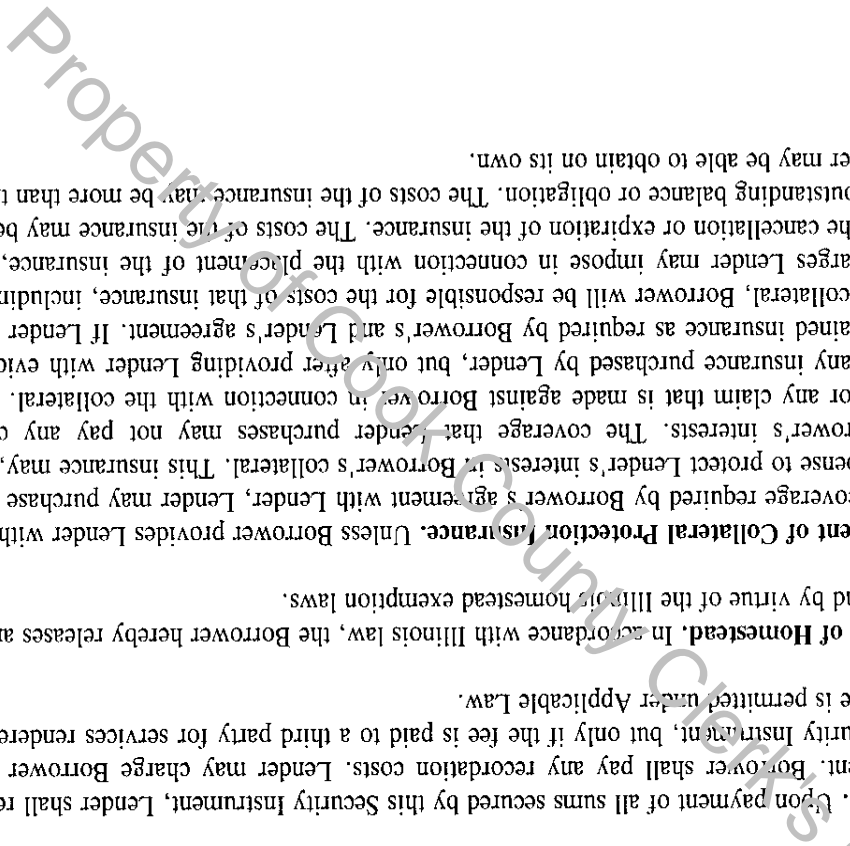 . Upon payment of all sums secured by this Security Instrument, Lender shall re
ent. Borrower shall pay any recordation costs. Lender may charge Borrower
urity Instrument, but only if the fee is paid to a third party for services rendere
e is permitted under Applicable Law.
of Homestead. In accordance with Illinois law, the Borrower hereby releases an
nd by virtue of the Illinois homestead exemption laws.
ent of Collateral Protection Insurance. Unless Borrower provides Lender with
coverage required by Borrower's agreement with Lender, Lender may purchase
pense to protect Lender's interests in Borrower's collateral. This insurance may,
rower's interests. The coverage that Lender purchases may not pay any c
or any claim that is made against Borrower in connection with the collateral.
any insurance purchased by Lender, but only after providing Lender with evid
ained insurance as required by Borrower's and Lender's agreement. If Lender
collateral, Borrower will be responsible for the costs of that insurance, includin
arges Lender may impose in connection with the placement of the insurance,
he cancellation or expiration of the insurance. The costs of the insurance may be
outstanding balance or obligation. The costs of the insurance may be more than t
er may be able to obtain on its own.
Property of Cook County Clerk's